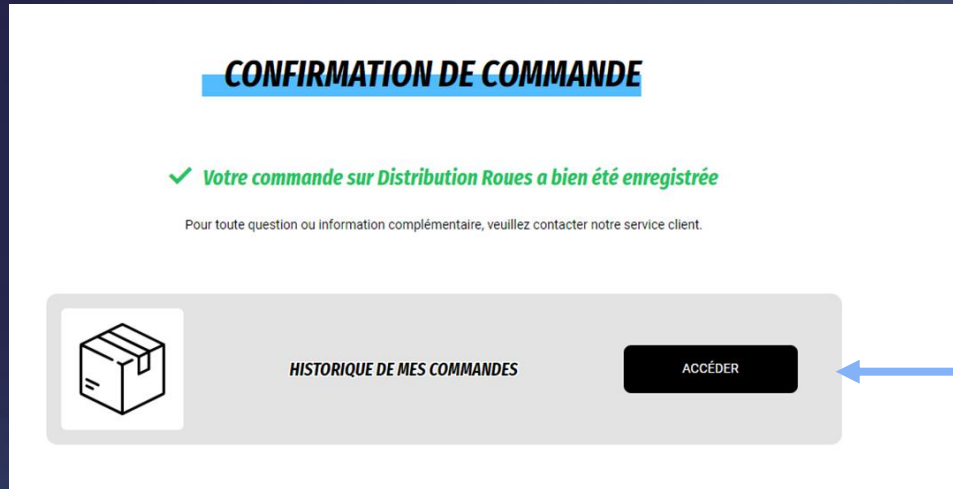 CONFIRMATION DE COMMANDE
Votre commande sur Distribution Roues a bien été enregistrée
Pour toute question ou information complémentaire, veuillez contacter notre service client.
HISTORIQUE DE MES COMMANDES
ACCÉDER